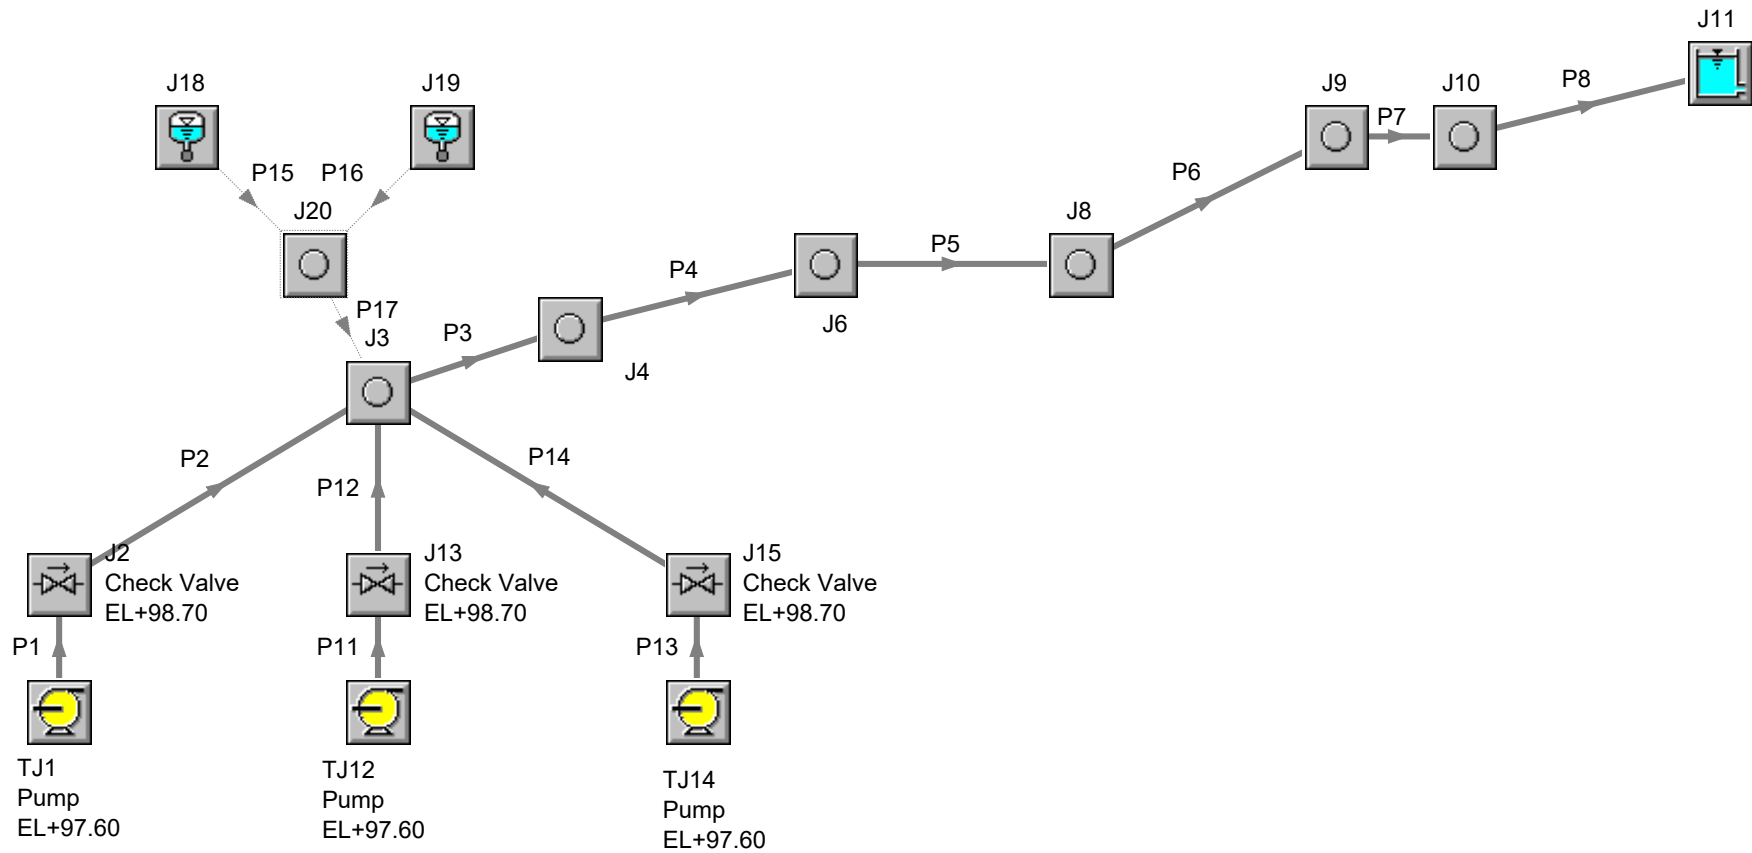 J11
J18
J19
J9
J10
P8
P7
P15
P16
P6
J20
J8
P5
P4
P17
J3
P3
J6
J4
P2
P14
P12
J2
Check Valve
EL+98.70
J13
Check Valve
EL+98.70
J15
Check Valve
EL+98.70
P1
P11
P13
TJ1
Pump
EL+97.60
TJ12
Pump
EL+97.60
TJ14
Pump
EL+97.60